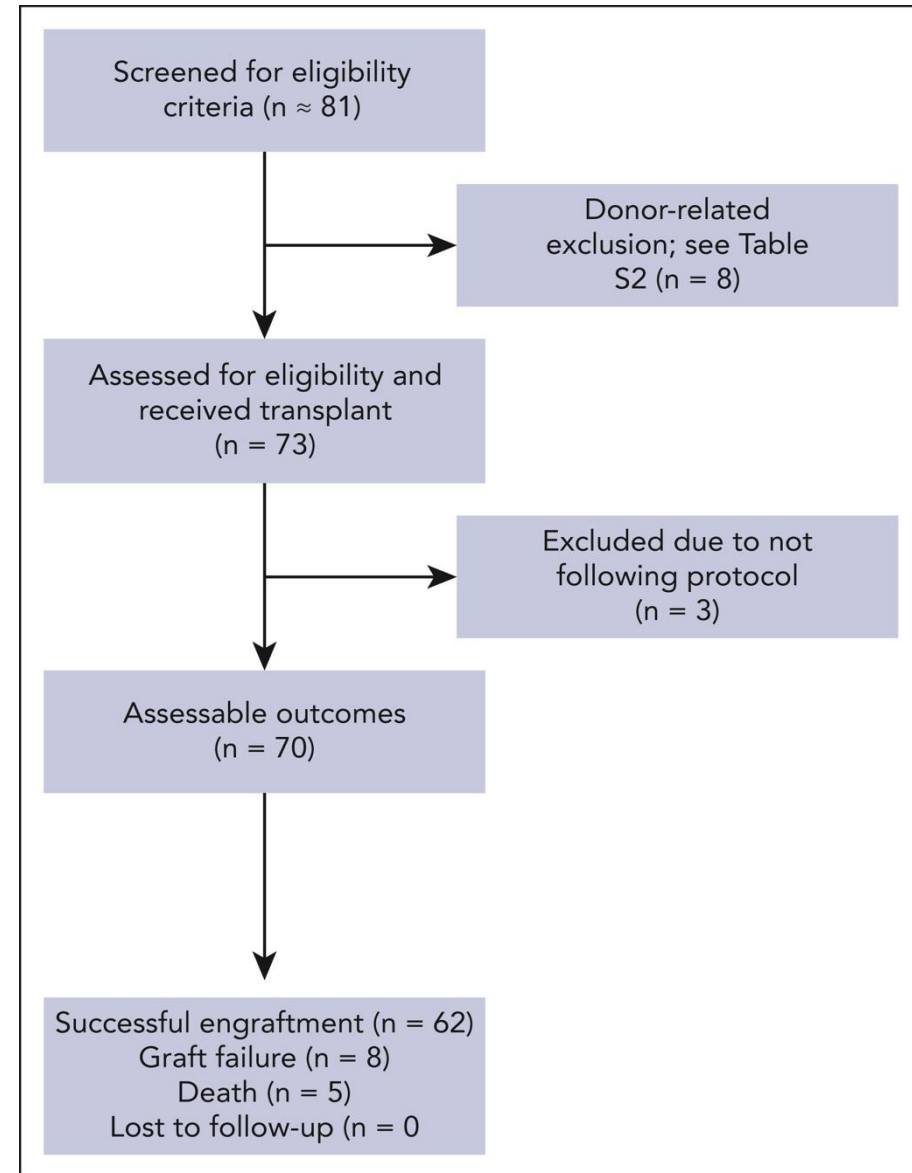 Screened for eligibility
criteria (n ≈ 81)
Donor-related
exclusion; see Table
S2 (n = 8)
Assessed for eligibility and
received transplant
(n = 73)
Excluded due to not
following protocol
(n = 3)
Assessable outcomes
(n = 70)
Successful engraftment (n = 62)
Graft failure (n = 8)
Death (n = 5)
Lost to follow-up (n = 0